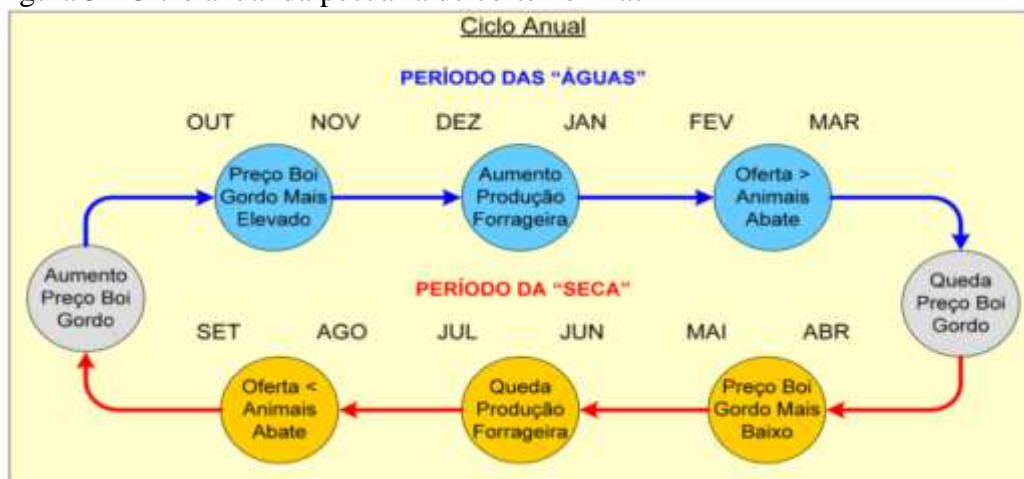 Ciclo Anual
PERÍODO DAS “ÁGUAS”
OUT NOV DEZ JAN FEV MAR
Preço Boi
Gordo Mais
Elevado
Aumento
Produção
Forrageira
Oferta >
Animais
Abate
Aumento
Preço Boi
Gordo
Queda
Preço Boi
Gordo
PERÍODO DA “SECA”
SET AGO JUL JUN MAI ABR
Oferta <
Animais
Abate
Queda
Produção
Forrageira
Preço Boi
Gordo Mais
Baixo